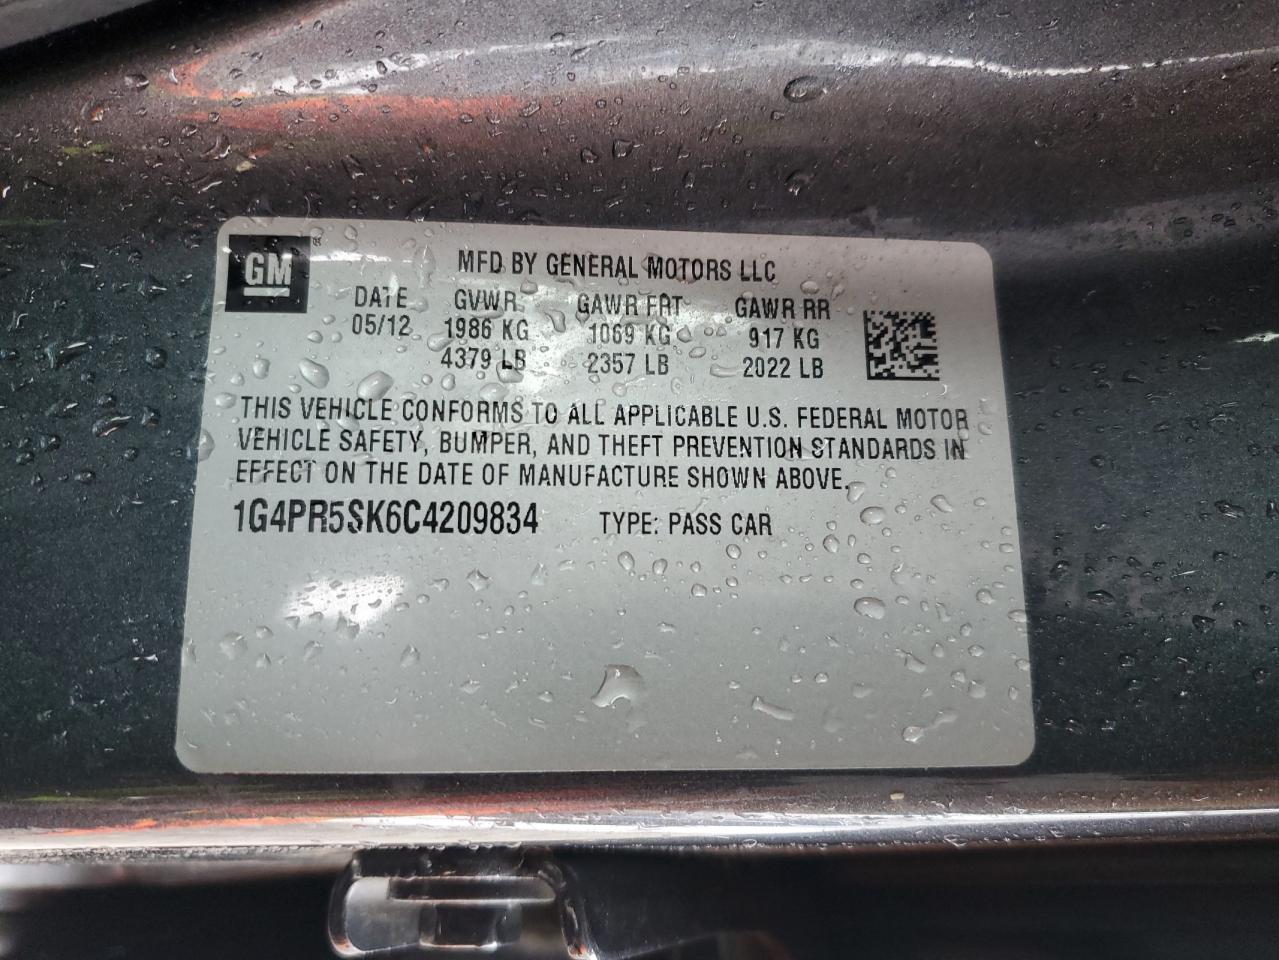 GM
MFD BY GENERAL MOTORS LLC
DATE GVWR GAWR FRT GAWR RR
05/12 1986 KG 1069 KG 917 KG
4379 LB 2357 LB 2022 LB
THIS VEHICLE CONFORMS TO ALL APPLICABLE U.S. FEDERAL MOTOR
VEHICLE SAFETY, BUMPER, AND THEFT PREVENTION STANDARDS IN
EFFECT ON THE DATE OF MANUFACTURE SHOWN ABOVE.
1G4PR5SK6C4209834 TYPE: PASS CAR